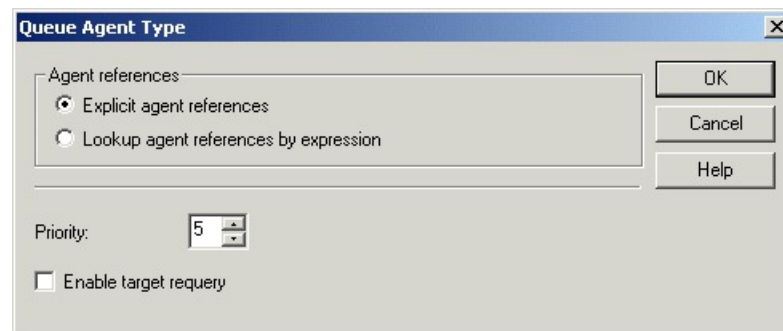 Queue Agent Type
Agent references
Explicit agent references
Lookup agent references by expression
OK
Cancel
Help
Priority:
5
Enable target requery